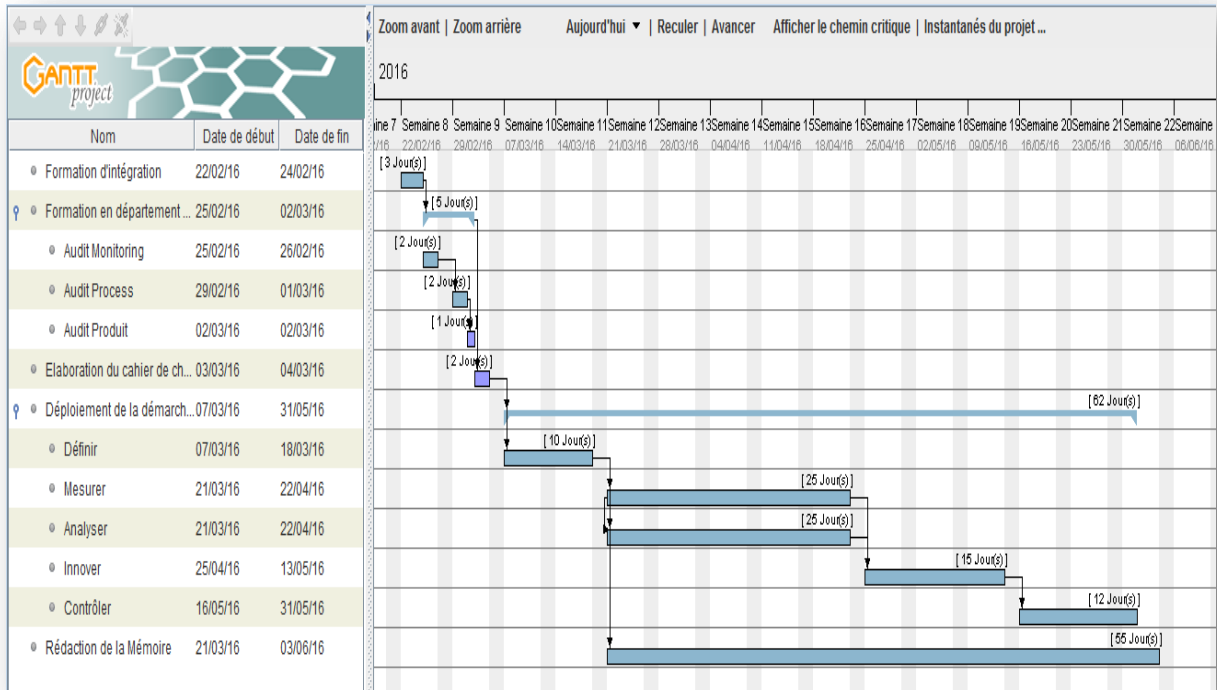 Zoom avant | Zoom arrière Aujourd'hui ▼ | Reculer | Avancer Afficher le chemin critique | Instantanés du projet ...
GANTT
project
2016
Nom Date de début Date de fin
ine 7 Semaine 8 Semaine 9 Semaine 10 Semaine 11 Semaine 12 Semaine 13 Semaine 14 Semaine 15 Semaine 16 Semaine 17 Semaine 18 Semaine 19 Semaine 20 Semaine 21 Semaine 22 Semaine
/16 22/02/16 29/02/16 07/03/16 14/03/16 21/03/16 28/03/16 04/04/16 11/04/16 18/04/16 25/04/16 02/05/16 09/05/16 16/05/16 23/05/16 30/05/16 06/06/16
Formation d'intégration 22/02/16 24/02/16 [ 3 Jour(s) ]
Formation en département ... 25/02/16 02/03/16 [ 5 Jour(s) ]
Audit Monitoring 25/02/16 26/02/16 [ 2 Jour(s) ]
Audit Process 29/02/16 01/03/16 [ 2 Jour(s) ]
Audit Produit 02/03/16 02/03/16 [ 1 Jour(s) ]
Elaboration du cahier de ch... 03/03/16 04/03/16 [ 2 Jour(s) ]
Déploiement de la démarch... 07/03/16 31/05/16 [ 62 Jour(s) ]
Définir 07/03/16 18/03/16 [ 10 Jour(s) ]
Mesurer 21/03/16 22/04/16 [ 25 Jour(s) ]
Analyser 21/03/16 22/04/16 [ 25 Jour(s) ]
Innover 25/04/16 13/05/16 [ 15 Jour(s) ]
Contrôler 16/05/16 31/05/16 [ 12 Jour(s) ]
Rédaction de la Mémoire 21/03/16 03/06/16 [ 55 Jour(s) ]